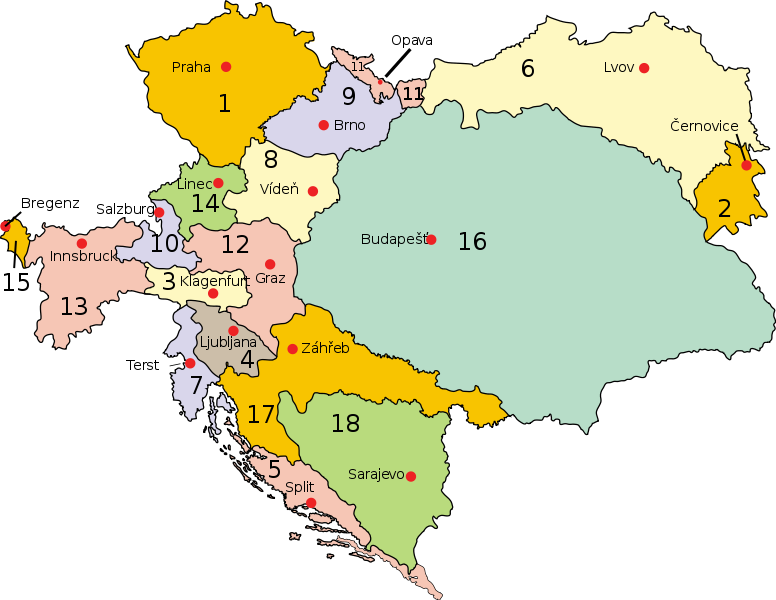 Opava
Praha
11
6
Lvov
1
9
11
Brno
Černovice
8
Linec
Vídeň
14
Bregenz
Salzburg
2
10
12
Budapešť
16
Innsbruck
15
3
Klagenfurt
Graz
13
Ljubljana
Záhřeb
4
Terst
7
17
18
5
Sarajevo
Split